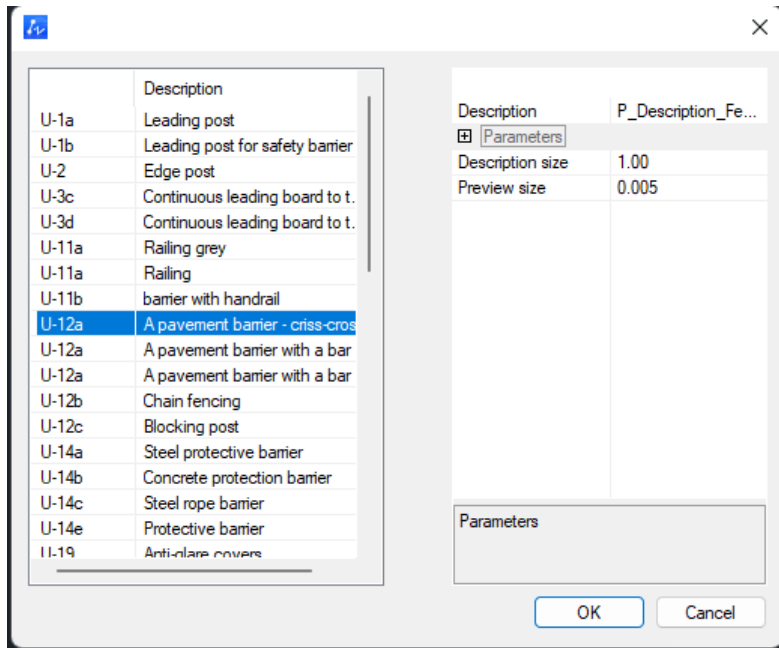 Description
U-1a Leading post
U-1b Leading post for safety barrier
U-2 Edge post
U-3c Continuous leading board to t.
U-3d Continuous leading board to t.
U-11a Railing grey
U-11a Railing
U-11b barrier with handrail
U-12a A pavement barrier - criss-cros
U-12a A pavement barrier with a bar
U-12a A pavement barrier with a bar
U-12b Chain fencing
U-12c Blocking post
U-14a Steel protective barrier
U-14b Concrete protection barrier
U-14c Steel rope barrier
U-14e Protective barrier
U-19 Anti-glare covers
Description P_Description_Fe...
Parameters
Description size 1.00
Preview size 0.005
Parameters
OK Cancel